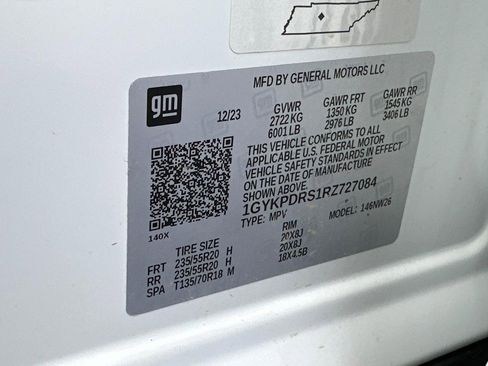 gm
MFD BY GENERAL MOTORS LLC
12/23 GVWR GAWR FRT GAWR RR
2722 KG 1350 KG 1545 KG
6001 LB 2976 LB 3406 LB
THIS VEHICLE CONFORMS TO ALL
APPLICABLE U.S. FEDERAL MOTOR
VEHICLE SAFETY STANDARDS IN EFFECT
ON THE DATE OF MANUFACTURE
SHOWN ABOVE.
1GYKPDRS1RZ727084
TYPE: MPV MODEL: 146NW26
140X
TIRE SIZE RIM
FRT 235/55R20 H 20X8J
RR 235/55R20 H 20X8J
SPA T135/70R18 M 18X4.5B